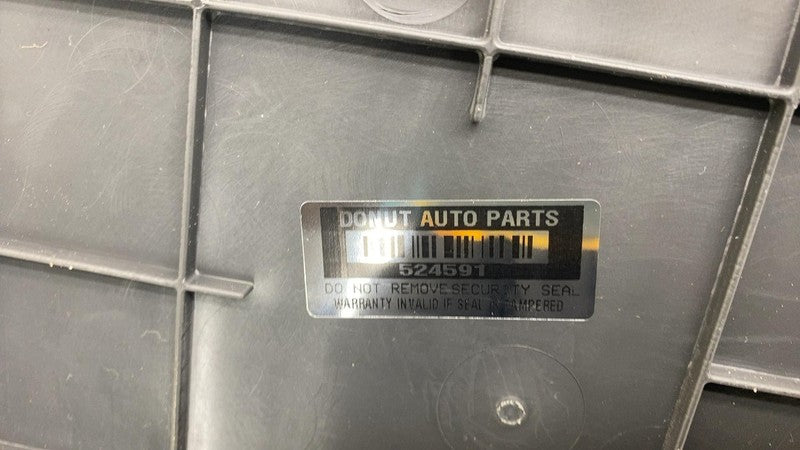 DONUT AUTO PARTS
524591
DO NOT REMOVE SECURITY SEAL
WARRANTY INVALID IF SEAL IS TAMPERED